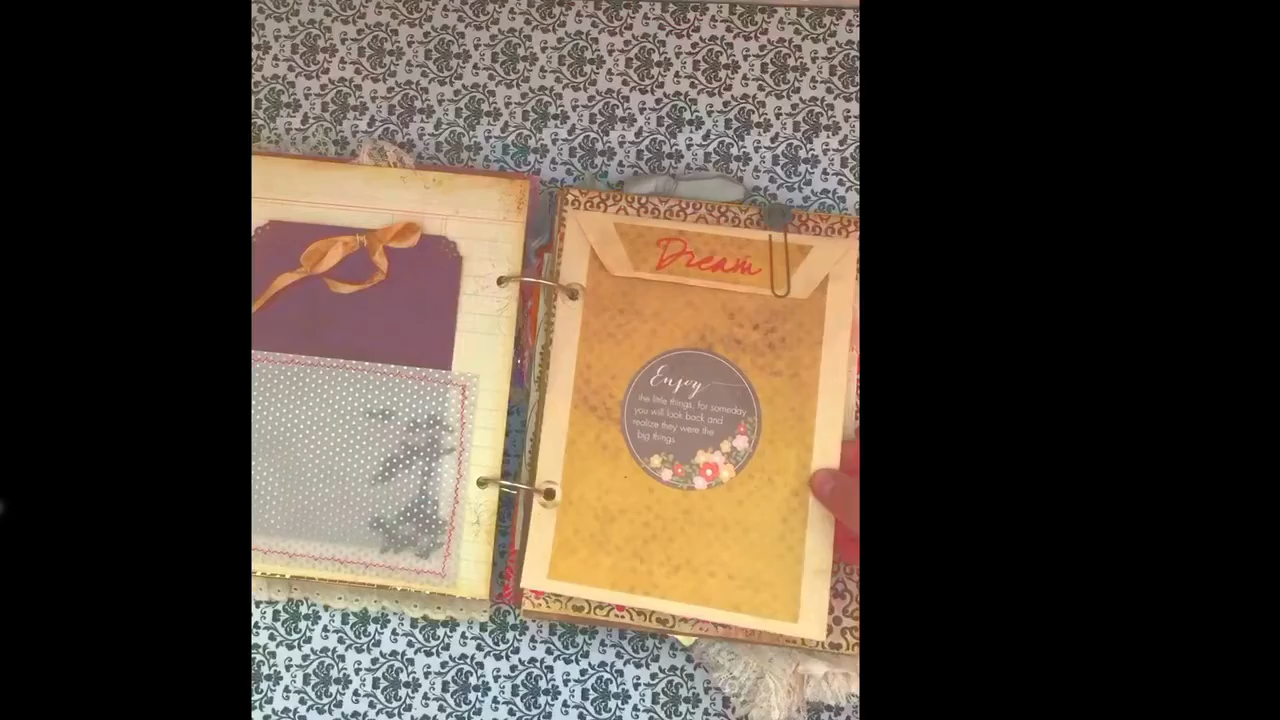 Dream
Enjoy
the little things, for someday
you will look back and
realize they were the
big things.